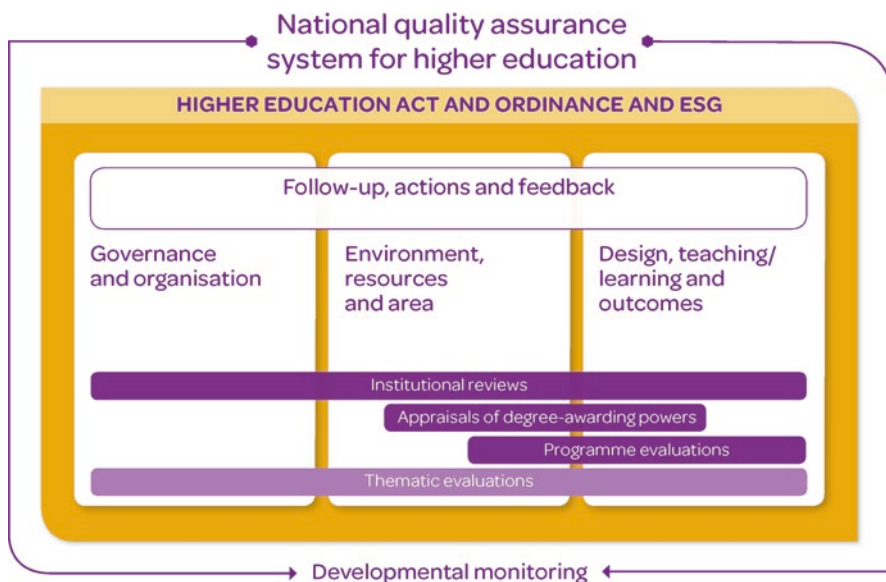 National quality assurance
system for higher education
HIGHER EDUCATION ACT AND ORDINANCE AND ESG
Follow-up, actions and feedback
Governance
and organisation
Environment,
resources
and area
Design, teaching/
learning and
outcomes
Institutional reviews
Appraisals of degree-awarding powers
Programme evaluations
Thematic evaluations
Developmental monitoring